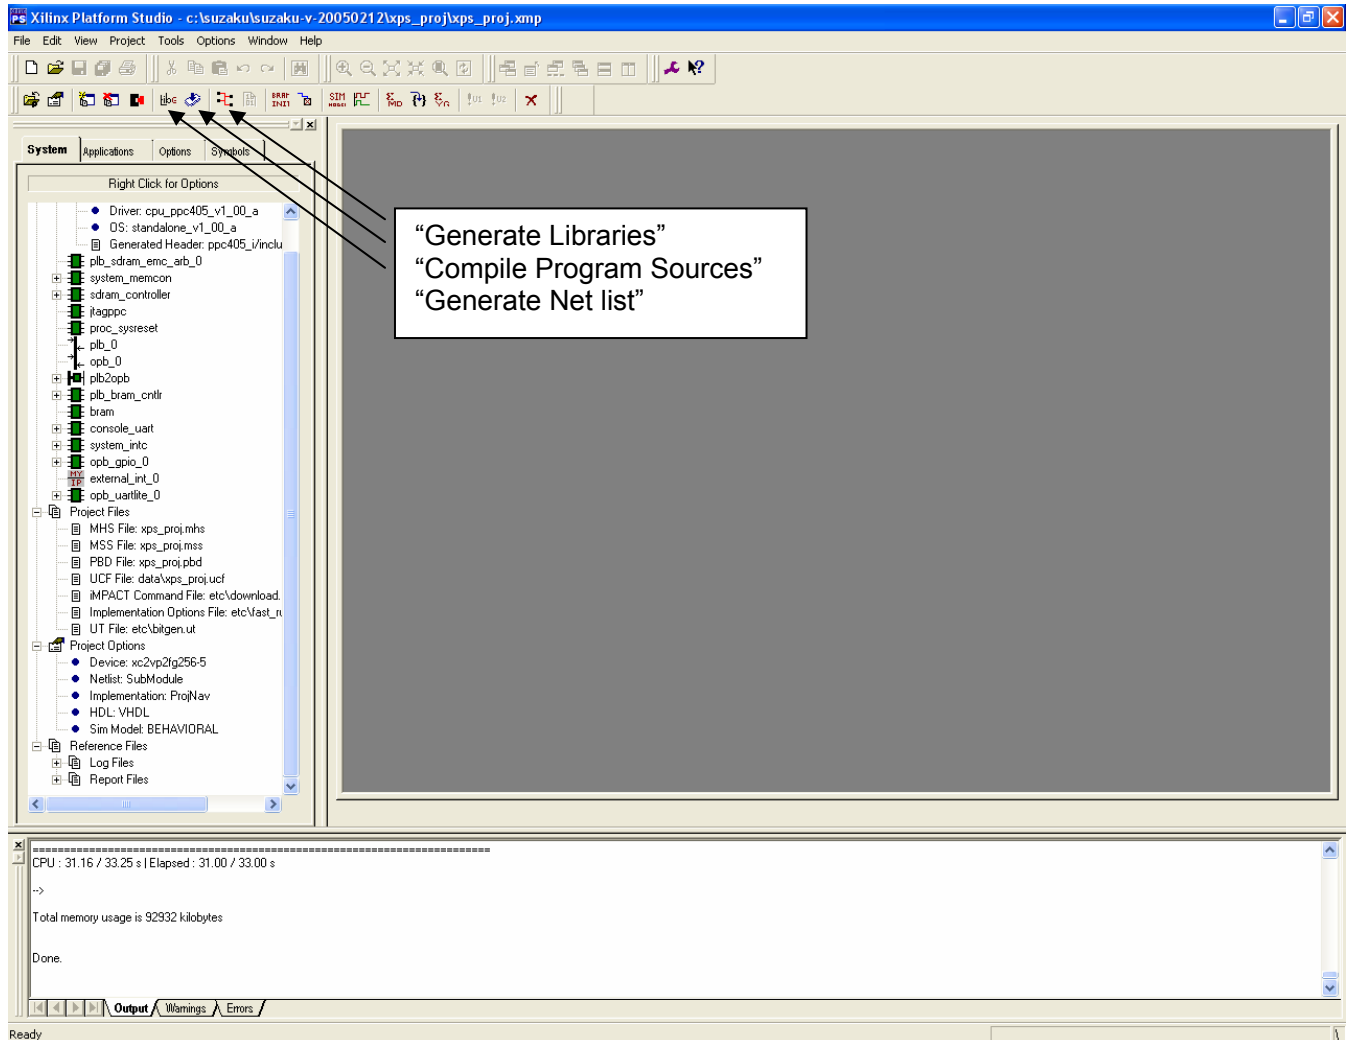 Xilinx Platform Studio - c:\suzaku\suzaku-v-20050212\xps_proj\xps_proj.xmp
File Edit View Project Tools Options Window Help
System Applications Options Symbols
Right Click for Options
Driver: cpu_ppc405_v1_00_a
OS: standalone_v1_00_a
Generated Header: ppc405_i/inclu
plb_sdram_emc_arb_0
system_memcon
sdram_controller
jtagppc
proc_sysreset
plb_0
opb_0
plb2opb
plb_bram_cntlr
bram
console_uart
system_intc
opb_gpio_0
external_int_0
opb_uartlite_0
Project Files
MHS File: xps_proj.mhs
MSS File: xps_proj.mss
PBD File: xps_proj.pbd
UCF File: data\xps_proj.ucf
iMPACT Command File: etc\download.
Implementation Options File: etc\fast_ru
UT File: etc\bitgen.ut
Project Options
Device: xc2vp2fg256-5
Netlist: SubModule
Implementation: ProjNav
HDL: VHDL
Sim Model: BEHAVIORAL
Reference Files
Log Files
Report Files
“Generate Libraries”
“Compile Program Sources”
“Generate Net list”
CPU : 31.16 / 33.25 s | Elapsed : 31.00 / 33.00 s
-->
Total memory usage is 92932 kilobytes
Done.
Output Warnings Errors
Ready